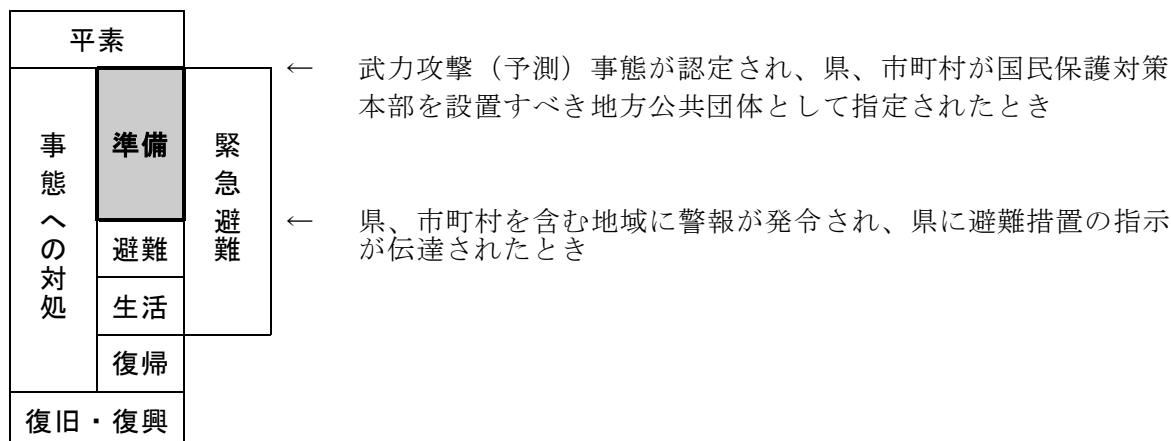 平素
← 武力攻撃（予測）事態が認定され、県、市町村が国民保護対策
本部を設置すべき地方公共団体として指定されたとき
事態への対処
準備
緊急避難
← 県、市町村を含む地域に警報が発令され、県に避難措置の指示
が伝達されたとき
避難
生活
復帰
復旧・復興